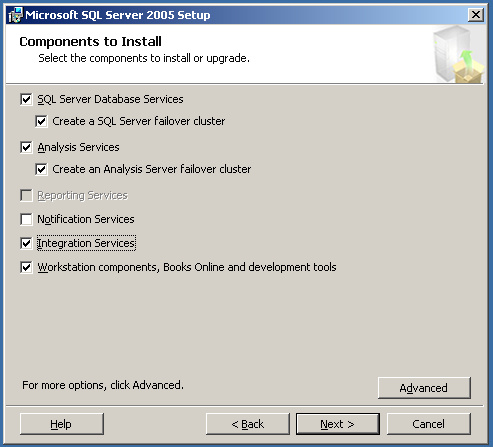 Microsoft SQL Server 2005 Setup
Components to Install
Select the components to install or upgrade.
SQL Server Database Services
Create a SQL Server failover cluster
Analysis Services
Create an Analysis Server failover cluster
Reporting Services
Notification Services
Integration Services
Workstation components, Books Online and development tools
For more options, click Advanced.
Advanced
Help
< Back
Next >
Cancel